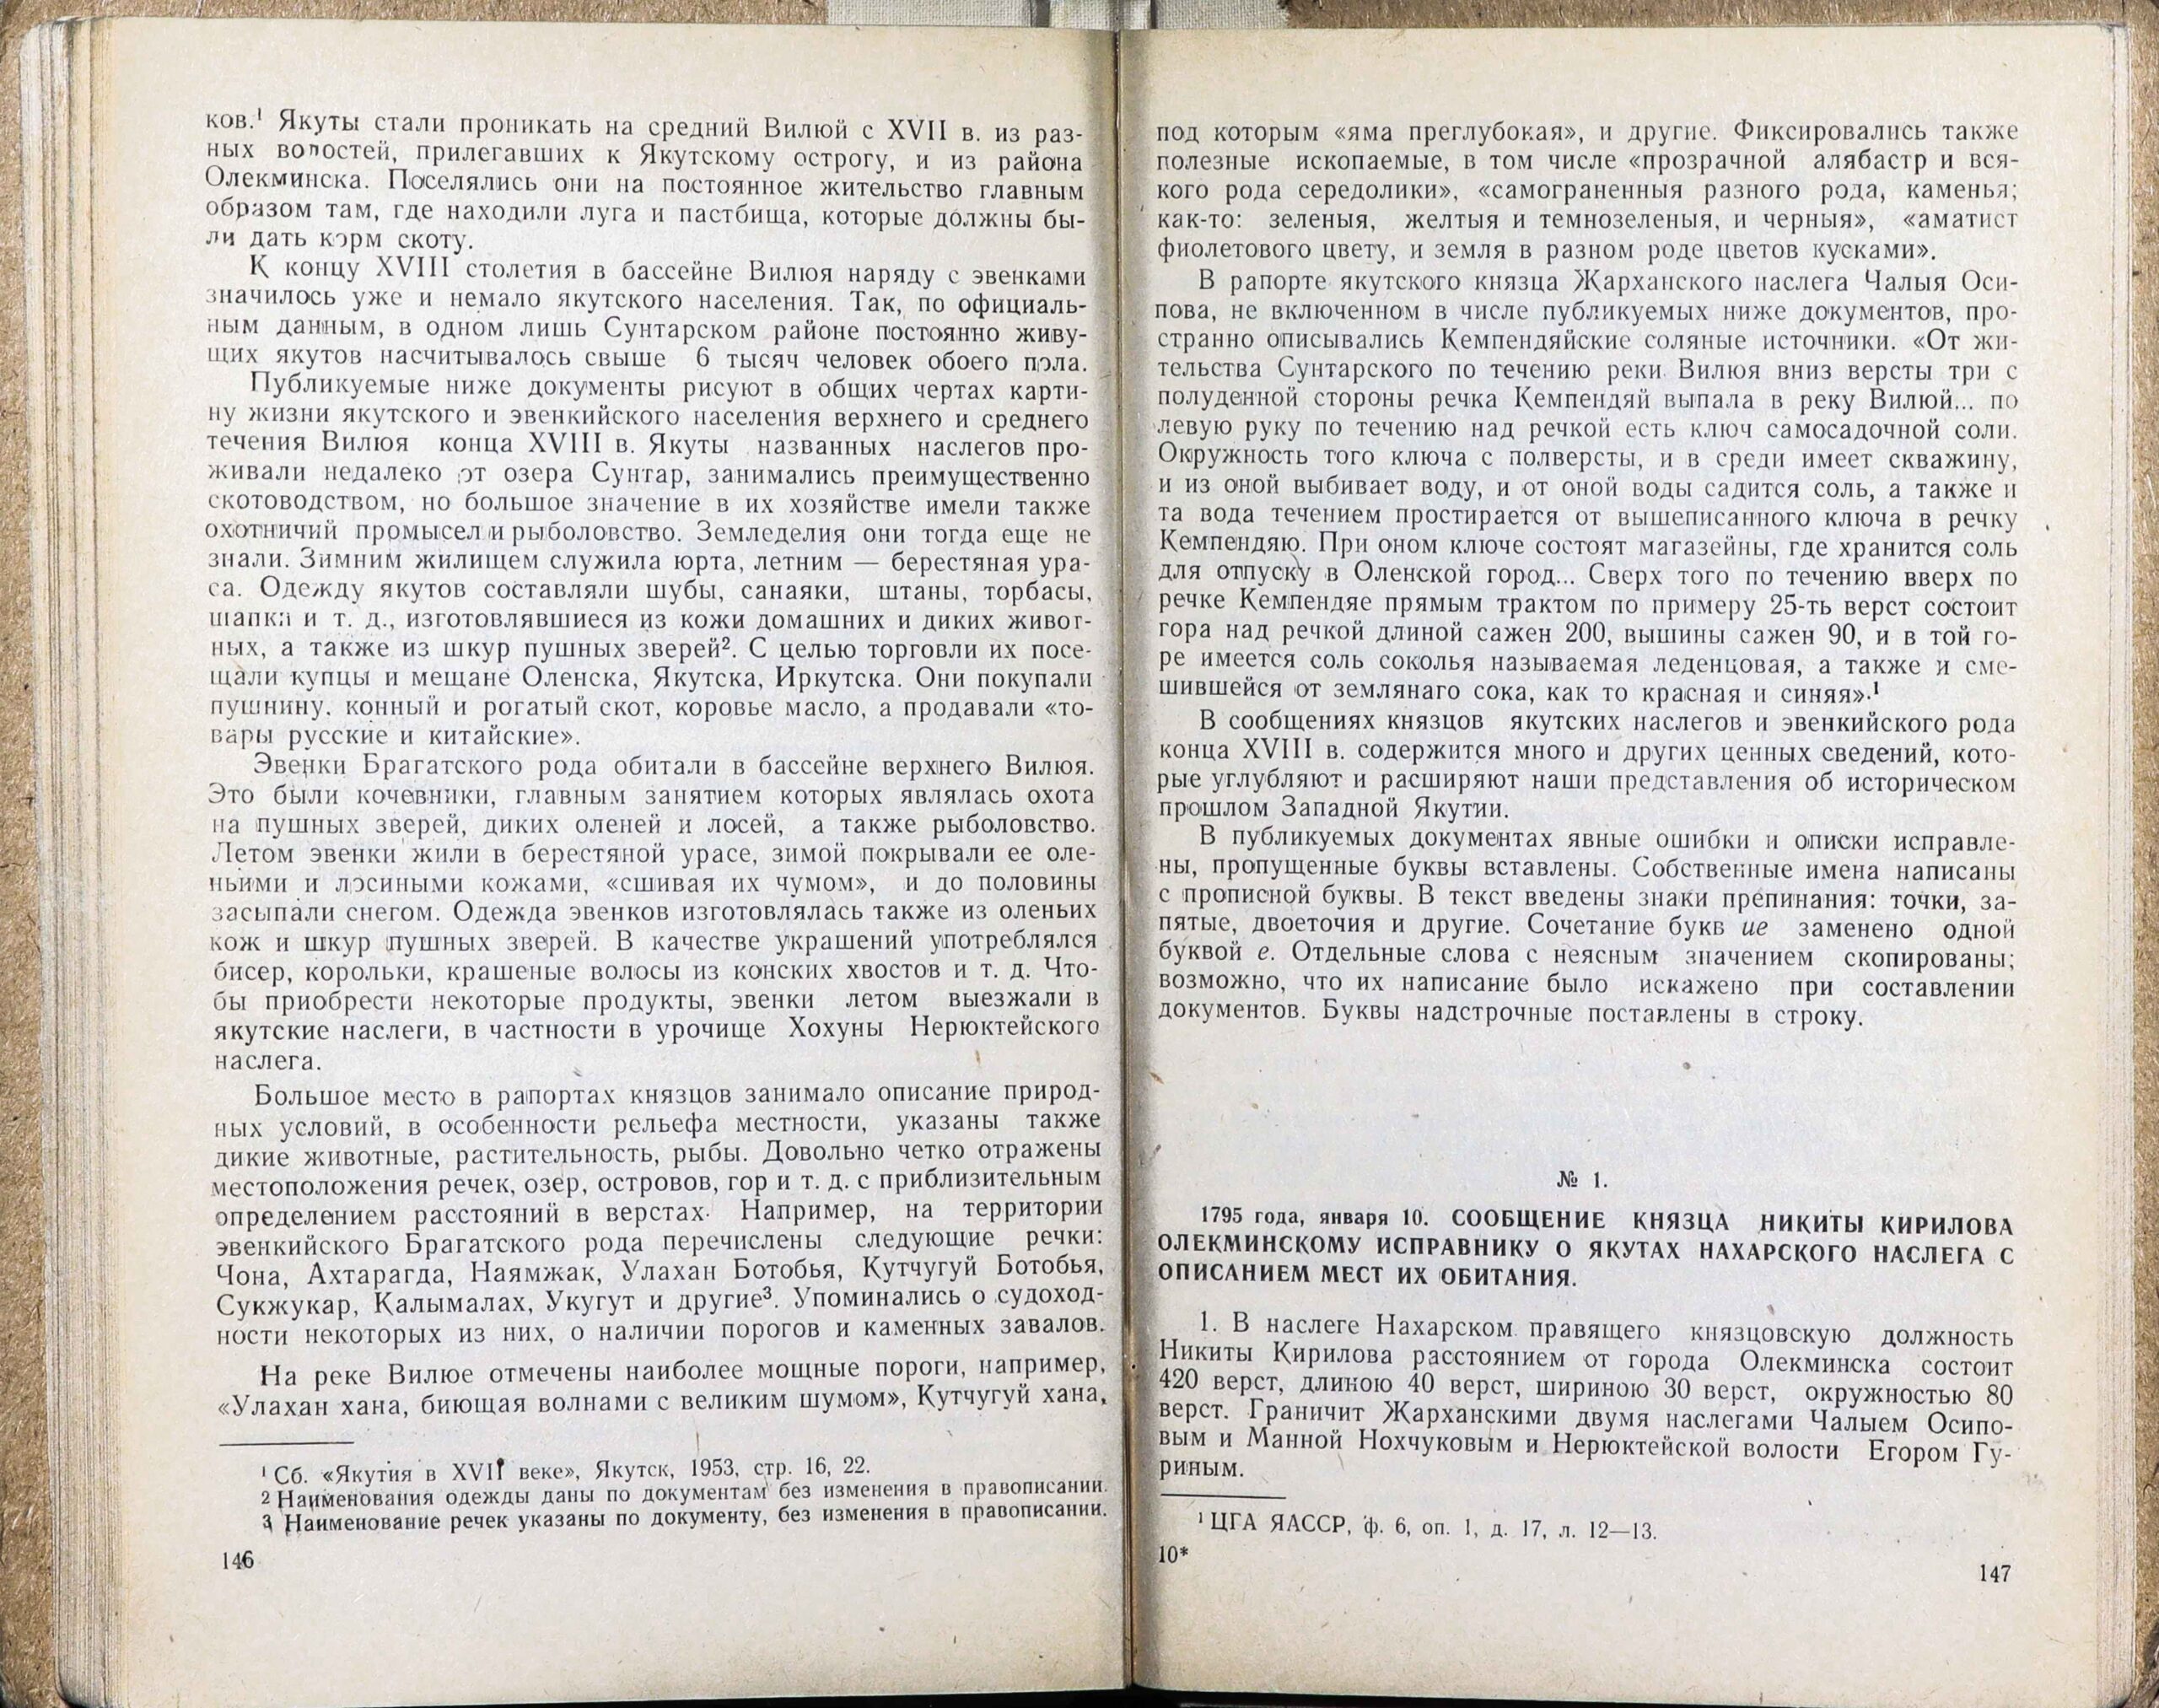 ков.¹ Якуты стали проникать на средний Вилюй с XVII в. из раз-
ных волостей, прилегавших к Якутскому острогу, и из района
Олекминска. Поселялись они на постоянное жительство главным
образом там, где находили луга и пастбища, которые должны бы-
ли дать корм скоту.
К концу XVIII столетия в бассейне Вилюя наряду с эвенками
значилось уже и немало якутского населения. Так, по официаль-
ным данным, в одном лишь Сунтарском районе постоянно живу-
щих якутов насчитывалось свыше 6 тысяч человек обоего пола.
Публикуемые ниже документы рисуют в общих чертах карти-
ну жизни якутского и эвенкийского населения верхнего и среднего
течения Вилюя конца XVIII в. Якуты названных наслегов про-
живали недалеко от озера Сунтар, занимались преимущественно
скотоводством, но большое значение в их хозяйстве имели также
охотничий промысел и рыболовство. Земледелия они тогда еще не
знали. Зимним жилищем служила юрта, летним — берестяная ура-
са. Одежду якутов составляли шубы, санаяки, штаны, торбасы,
шапки и т. д., изготовлявшиеся из кожи домашних и диких живот-
ных, а также из шкур пушных зверей². С целью торговли их посе-
щали купцы и мещане Оленска, Якутска, Иркутска. Они покупали
пушнину. конный и рогатый скот, коровье масло, а продавали «то-
вары русские и китайские».
Эвенки Брагатского рода обитали в бассейне верхнего Вилюя.
Это были кочевники, главным занятием которых являлась охота
на пушных зверей, диких оленей и лосей, а также рыболовство.
Летом эвенки жили в берестяной урасе, зимой покрывали ее оле-
ньими и лосиными кожами, «сшивая их чумом», и до половины
засыпали снегом. Одежда эвенков изготовлялась также из оленьих
кож и шкур пушных зверей. В качестве украшений употреблялся
бисер, корольки, крашеные волосы из конских хвостов и т. д. Что-
бы приобрести некоторые продукты, эвенки летом выезжали в
якутские наслеги, в частности в урочище Хохуны Нерюктейского
наслега.
Большое место в рапортах князцов занимало описание природ-
ных условий, в особенности рельефа местности, указаны также
дикие животные, растительность, рыбы. Довольно четко отражены
местоположения речек, озер, островов, гор и т. д. с приблизительным
определением расстояний в верстах. Например, на территории
эвенкийского Брагатского рода перечислены следующие речки:
Чона, Ахтарагда, Наямжак, Улахан Ботобья, Кутчугуй Ботобья,
Сукжукар, Калымалах, Укугут и другие³. Упоминались о судоход-
ности некоторых из них, о наличии порогов и каменных завалов.
На реке Вилюе отмечены наиболее мощные пороги, например,
«Улахан хана, биющая волнами с великим шумом», Кутчугуй хана,
¹ Сб. «Якутия в XVII веке», Якутск, 1953, стр. 16, 22.
2 Наименования одежды даны по документам без изменения в правописании.
3 Наименование речек указаны по документу, без изменения в правописании.
146
под которым «яма преглубокая», и другие. Фиксировались также
полезные ископаемые, в том числе «прозрачной алябастр и вся-
кого рода середолики», «самограненныя разного рода, каменья;
как-то: зеленыя, желтыя и темнозеленыя, и черныя», «аматист
фиолетового цвету, и земля в разном роде цветов кусками».
В рапорте якутского князца Жарханского наслега Чалыя Оси-
пова, не включенном в числе публикуемых ниже документов, про-
странно описывались Кемпендяйские соляные источники. «От жи-
тельства Сунтарского по течению реки Вилюя вниз версты три с
полуденной стороны речка Кемпендяй выпала в реку Вилюй... по
левую руку по течению над речкой есть ключ самосадочной соли.
Окружность того ключа с полверсты, и в среди имеет скважину,
и из оной выбивает воду, и от оной воды садится соль, а также и
та вода течением простирается от вышеписанного ключа в речку
Кемпендяю. При оном ключе состоят магазейны, где хранится соль
для отпуску в Оленской город... Сверх того по течению вверх по
речке Кемпендяе прямым трактом по примеру 25-ть верст состоит
гора над речкой длиной сажен 200, вышины сажен 90, и в той го-
ре имеется соль соколья называемая леденцовая, а также и сме-
шившейся от землянаго сока, как то красная и синяя».¹
В сообщениях князцов якутских наслегов и эвенкийского рода
конца XVIII в. содержится много и других ценных сведений, кото-
рые углубляют и расширяют наши представления об историческом
прошлом Западной Якутии.
В публикуемых документах явные ошибки и описки исправле-
ны, пропущенные буквы вставлены. Собственные имена написаны
с прописной буквы. В текст введены знаки препинания: точки, за-
пятые, двоеточия и другие. Сочетание букв ие заменено одной
буквой е. Отдельные слова с неясным значением скопированы;
возможно, что их написание было искажено при составлении
документов. Буквы надстрочные поставлены в строку.
№ 1.
1795 года, января 10. СООБЩЕНИЕ КНЯЗЦА НИКИТЫ КИРИЛОВА
ОЛЕКМИНСКОМУ ИСПРАВНИКУ О ЯКУТАХ НАХАРСКОГО НАСЛЕГА С
ОПИСАНИЕМ МЕСТ ИХ ОБИТАНИЯ.
1. В наслеге Нахарском правящего князцовскую должность
Никиты Кирилова расстоянием от города Олекминска состоит
420 верст, длиною 40 верст, шириною 30 верст, окружностью 80
верст. Граничит Жарханскими двумя наслегами Чалыем Осипо-
вым и Манной Нохчуковым и Нерюктейской волости Егором Гу-
риным.
¹ ЦГА ЯАССР, ф. 6, оп. 1, д. 17, л. 12—13.
10*
147